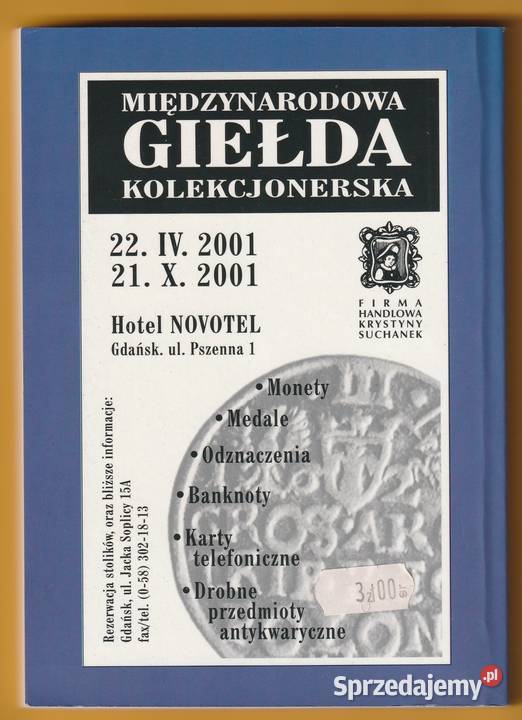 MIĘDZYNARODOWA
GIEŁDA
KOLEKCJONERSKA
22. IV. 2001
21. X. 2001
Hotel NOVOTEL
Gdańsk. ul. Pszenna 1
FIRMA
HANDLOWA
KRYSTYNY
SUCHANEK
• Monety
• Medale
• Odznaczenia
• Banknoty
• Karty
telefoniczne
• Drobne
przedmioty
antykwaryczne
Rezerwacja stolików, oraz bliższe informacje:
Gdańsk, ul. Jacka Soplicy 15A
fax/tel. (0-58) 302-18-13
3zł00gr
Sprzedajemy.pl